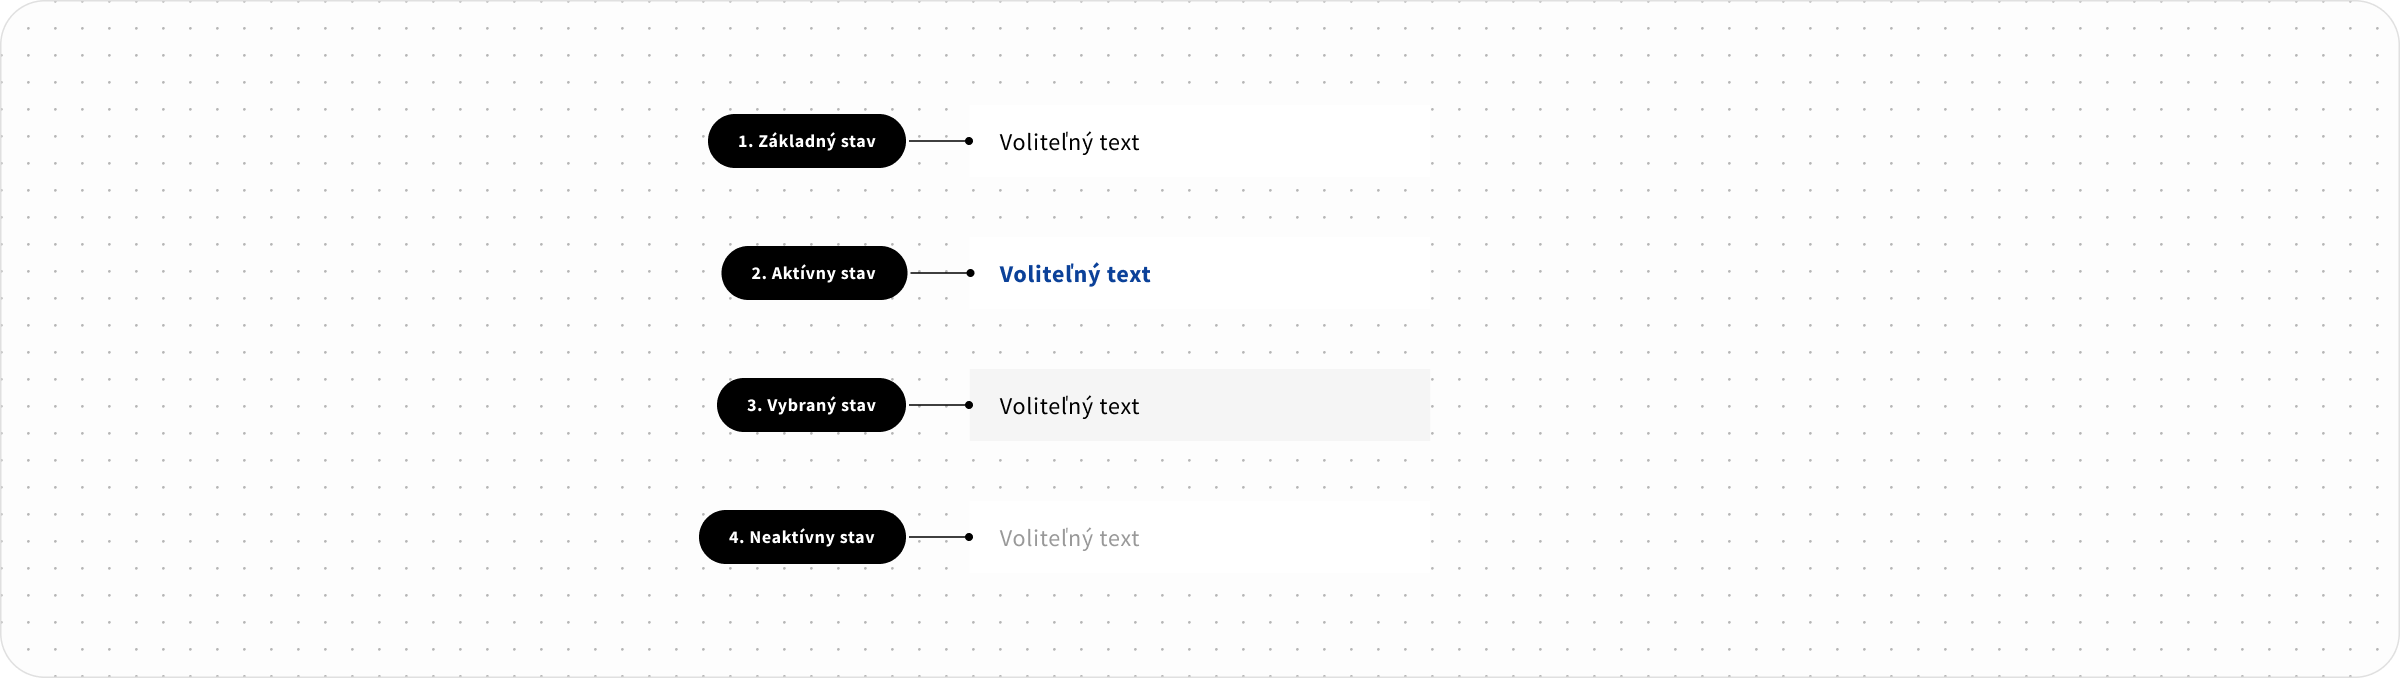 1. Základný stav
Voliteľný text
2. Aktívny stav
Voliteľný text
3. Vybraný stav
Voliteľný text
4. Neaktívny stav
Voliteľný text